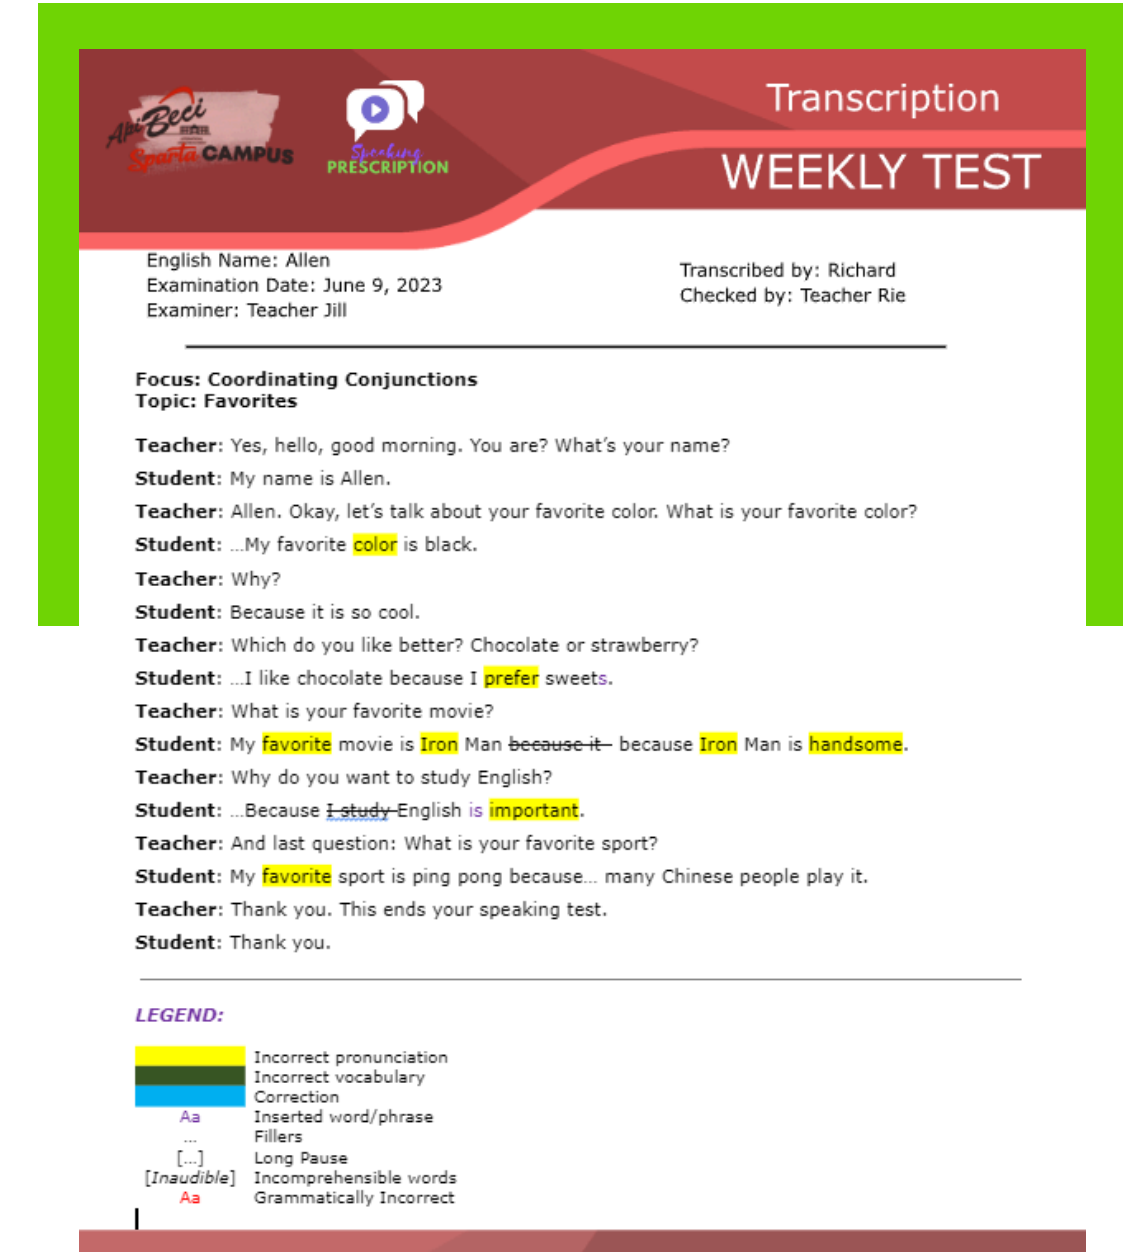 Api Beci
Sparta CAMPUS
Speaking
PRESCRIPTION
Transcription
WEEKLY TEST
English Name: Allen
Examination Date: June 9, 2023
Examiner: Teacher Jill
Transcribed by: Richard
Checked by: Teacher Rie
Focus: Coordinating Conjunctions
Topic: Favorites
Teacher: Yes, hello, good morning. You are? What’s your name?
Student: My name is Allen.
Teacher: Allen. Okay, let’s talk about your favorite color. What is your favorite color?
Student: …My favorite color is black.
Teacher: Why?
Student: Because it is so cool.
Teacher: Which do you like better? Chocolate or strawberry?
Student: …I like chocolate because I prefer sweets.
Teacher: What is your favorite movie?
Student: My favorite movie is Iron Man because it because Iron Man is handsome.
Teacher: Why do you want to study English?
Student: …Because I study English is important.
Teacher: And last question: What is your favorite sport?
Student: My favorite sport is ping pong because… many Chinese people play it.
Teacher: Thank you. This ends your speaking test.
Student: Thank you.
LEGEND:
Incorrect pronunciation
Incorrect vocabulary
Correction
Aa Inserted word/phrase
… Fillers
[…] Long Pause
[Inaudible] Incomprehensible words
Aa Grammatically Incorrect